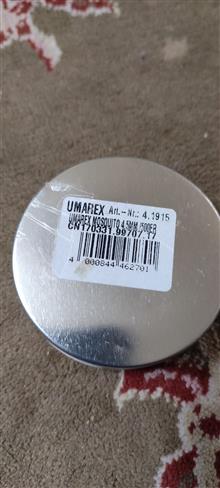 UMAREX Art.-Nr.: 4.1915
UMAREX MOSQUITO 4,5MM /500ER
CN170331.99707.17
4 000844 462701